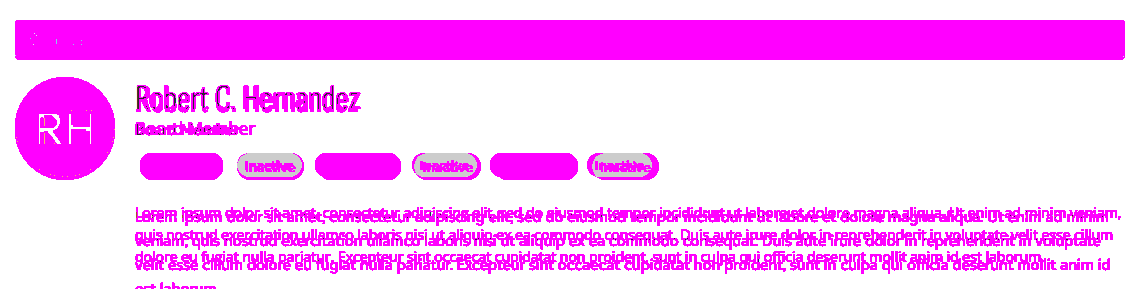 RH
Robert C. Hernandez
Board Member
Inactive Inactive Inactive
Lorem ipsum dolor sit amet, consectetur adipiscing elit, sed do eiusmod tempor incididunt ut labore et dolore magna aliqua. Ut enim ad minim
veniam, quis nostrud exercitation ullamco laboris nisi ut aliquip ex ea commodo consequat. Duis aute irure dolor in reprehenderit in voluptate
velit esse cillum dolore eu fugiat nulla pariatur. Excepteur sint occaecat cupidatat non proident, sunt in culpa qui officia deserunt mollit anim id
est laborum.